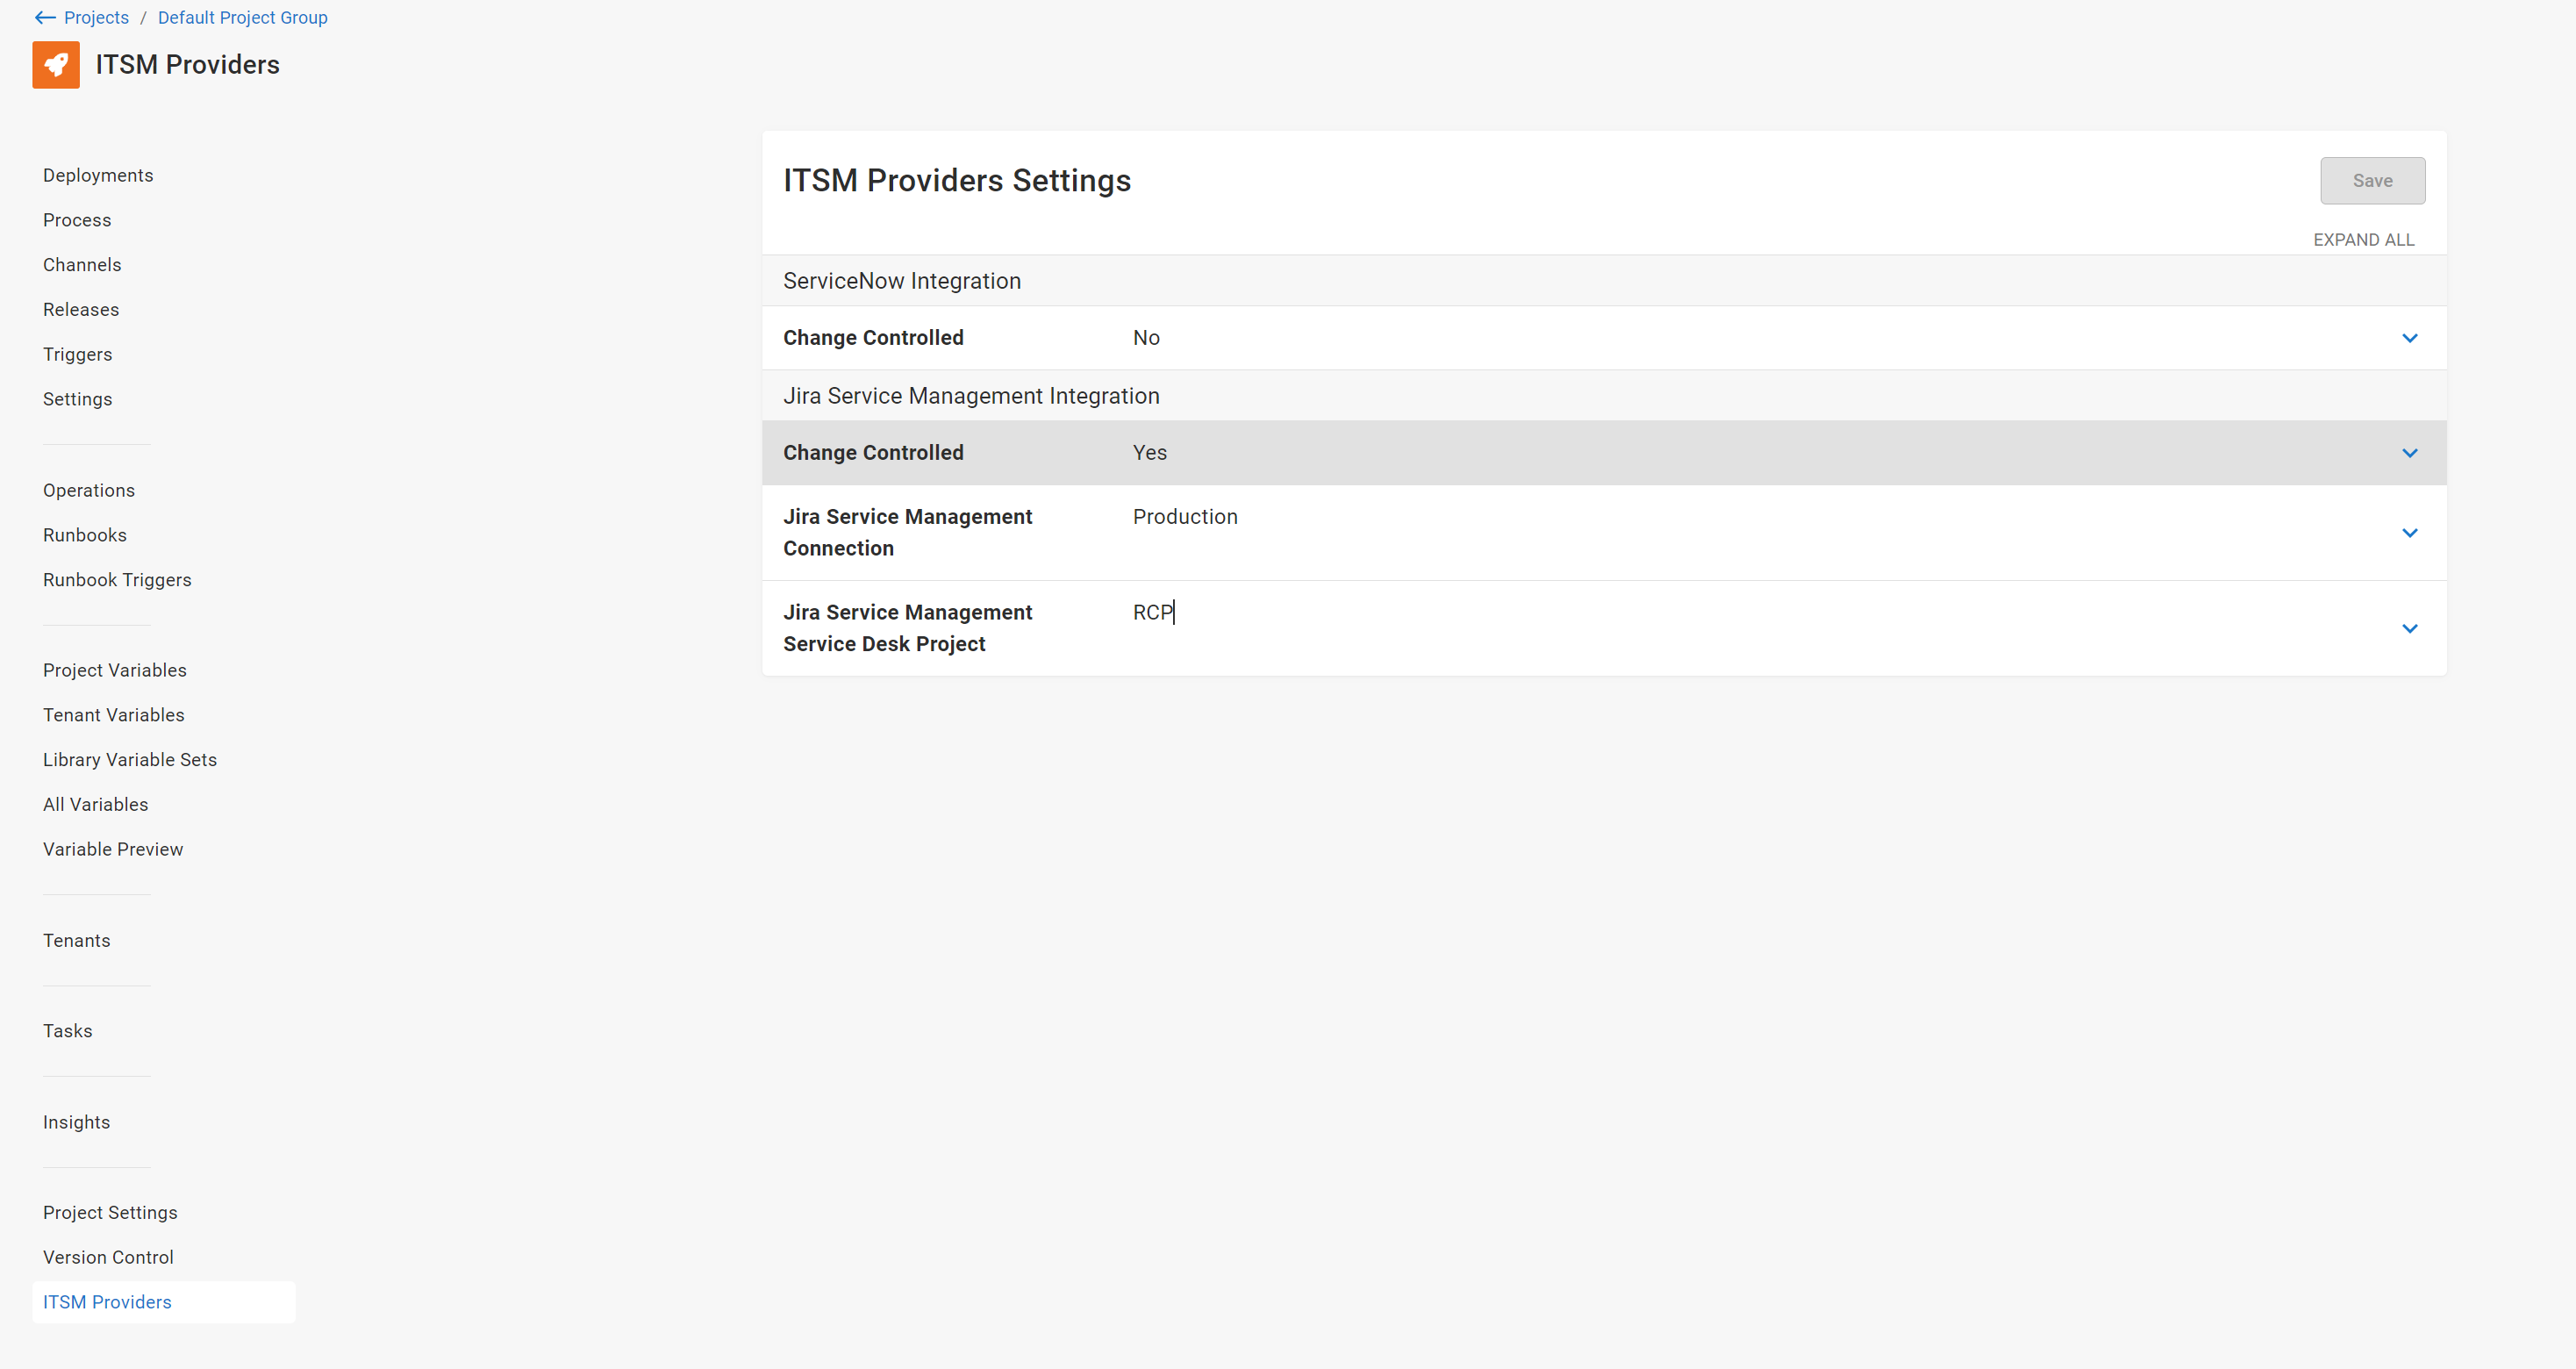 Projects / Default Project Group
ITSM Providers
Deployments
Process
Channels
Releases
Triggers
Settings
Operations
Runbooks
Runbook Triggers
Project Variables
Tenant Variables
Library Variable Sets
All Variables
Variable Preview
Tenants
Tasks
Insights
Project Settings
Version Control
ITSM Providers
ITSM Providers Settings
Save
EXPAND ALL
ServiceNow Integration
Change Controlled No
Jira Service Management Integration
Change Controlled Yes
Jira Service Management Production
Connection
Jira Service Management RCP
Service Desk Project